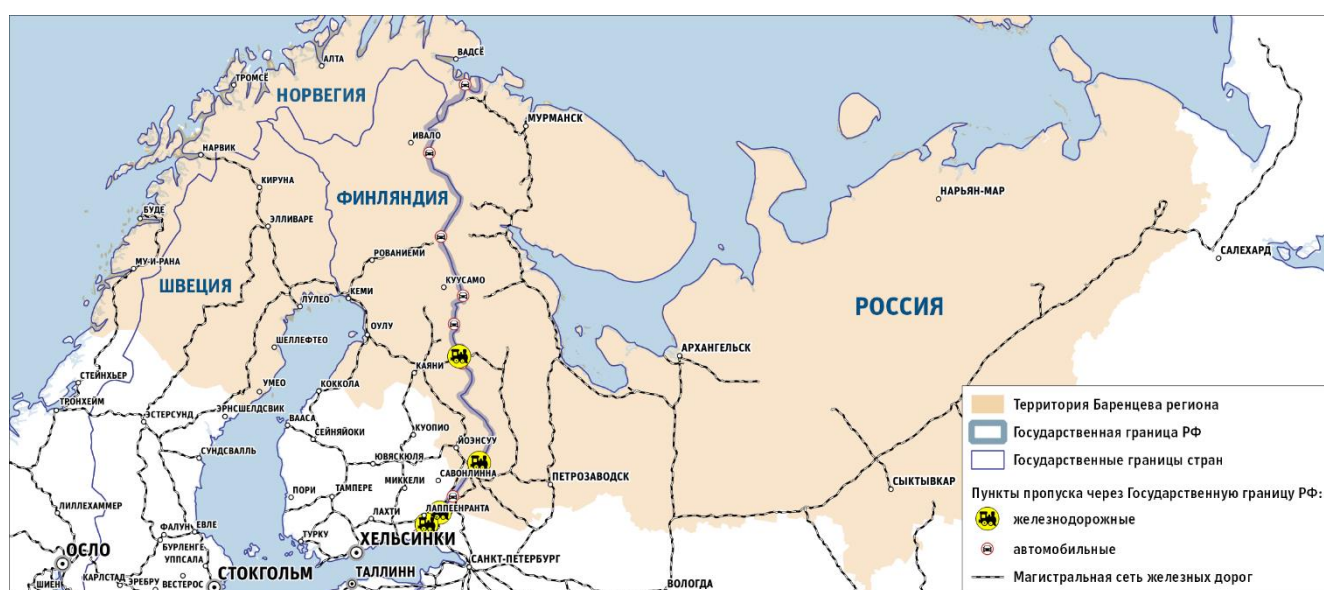 ВАДСЁ
АЛТА
ТРОМСЁ
НОРВЕГИЯ
МУРМАНСК
ИВАЛО
НАРВИК
КИРУНА
ФИНЛЯНДИЯ
НАРЬЯН-МАР
БУДЕ
ЭЛЛИВАРЕ
РОВАНИЕМИ
САЛЕХАРД
МУ-И-РАНА
ШВЕЦИЯ
КУУСАМО
ЛУЛЕО
КЕМИ
РОССИЯ
ОУЛУ
ШЕЛЛЕФТЕО
АРХАНГЕЛЬСК
КАЯНИ
СТЕЙНХЬЕР
УМЕО
КОККОЛА
ТРОНХЕЙМ
ЭСТЕРСУНД
ЭРНСШЕЛДСВИК
ВААСА
СЕЙНЯЙОКИ
КУОПИО
ЙОЭНСУУ
СУНДСВАЛЛЬ
ЮВЯСКЮЛЯ
САВОНЛИННА
ПЕТРОЗАВОДСК
МИККЕЛИ
СЫКТЫВКАР
ПОРИ
ТАМПЕРЕ
ЛИЛЛЕХАММЕР
ЛАХТИ
ЛАППЕЕНРАНТА
ФАЛУН
ЕВЛЕ
ТУРКУ
ХЕЛЬСИНКИ
БУРЛЕНГЕ
ОСЛО
УППСАЛА
САНКТ-ПЕТЕРБУРГ
ШИЕН
КАРЛСТАД
ЭРЕБРУ
ВЕСТЕРОС
СТОКГОЛЬМ
ТАЛЛИНН
ВОЛОГДА
Территория Баренцева региона
Государственная граница РФ
Государственные границы стран
Пункты пропуска через Государственную границу РФ:
железнодорожные
автомобильные
Магистральная сеть железных дорог